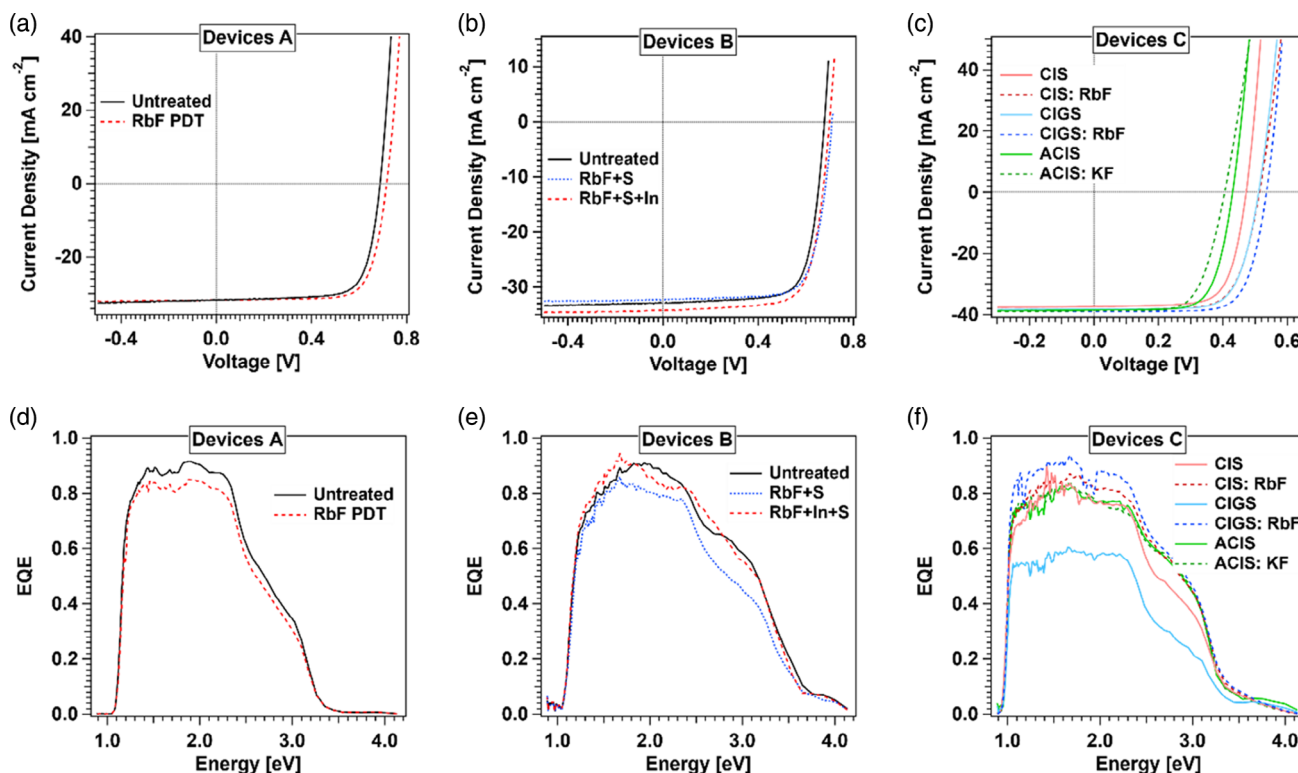 (a)
Devices A
40
20
0
-20
Current Density [mA cm-2]
Untreated
RbF PDT
-0.4
0.0
0.4
0.8
Voltage [V]
(b)
Devices B
10
0
-10
-20
-30
Current Density [mA cm-2]
Untreated
RbF+S
RbF+S+In
-0.4
0.0
0.4
0.8
Voltage [V]
(c)
Devices C
40
20
0
-20
-40
Current Density [mA cm-2]
CIS
CIS: RbF
CIGS
CIGS: RbF
ACIS
ACIS: KF
-0.2
0.0
0.2
0.4
0.6
Voltage [V]
(d)
Devices A
1.0
0.8
0.6
0.4
0.2
0.0
EQE
Untreated
RbF PDT
1.0
2.0
3.0
4.0
Energy [eV]
(e)
Devices B
1.0
0.8
0.6
0.4
0.2
0.0
EQE
Untreated
RbF+S
RbF+In+S
1.0
2.0
3.0
4.0
Energy [eV]
(f)
Devices C
1.0
0.8
0.6
0.4
0.2
0.0
EQE
CIS
CIS: RbF
CIGS
CIGS: RbF
ACIS
ACIS: KF
1.0
2.0
3.0
4.0
Energy [eV]